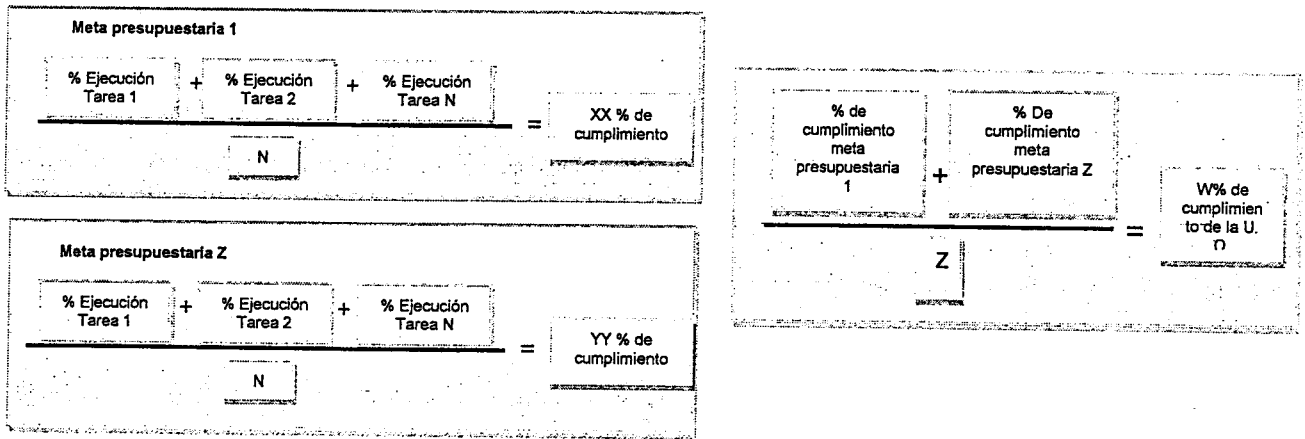 Meta presupuestaria 1
% Ejecución
Tarea 1
+
% Ejecución
Tarea 2
+
% Ejecución
Tarea N
N
=
XX % de
cumplimiento
Meta presupuestaria Z
% Ejecución
Tarea 1
+
% Ejecución
Tarea 2
+
% Ejecución
Tarea N
N
=
YY % de
cumplimiento
% de
cumplimiento
meta
presupuestaria
1
+
% De
cumplimiento
meta
presupuestaria Z
Z
=
W% de
cumplimien
to de la U.